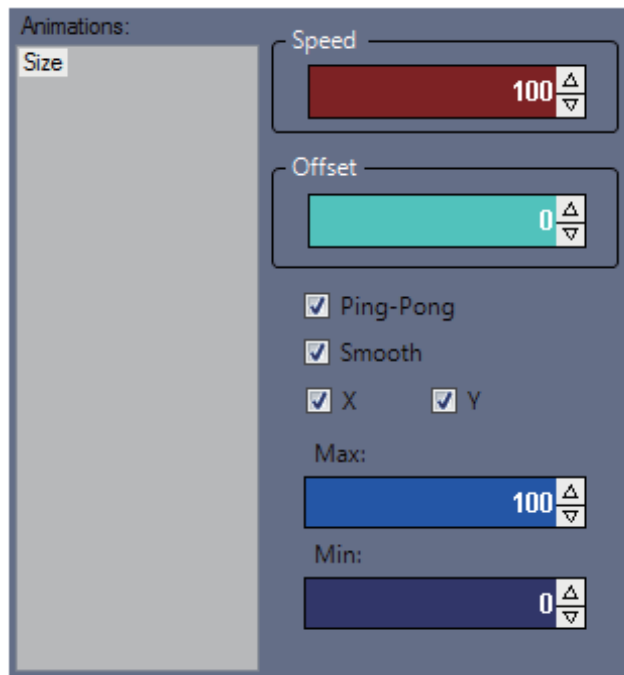 Animations:
Size
Speed
100
Offset
0
Ping-Pong
Smooth
X Y
Max:
100
Min:
0